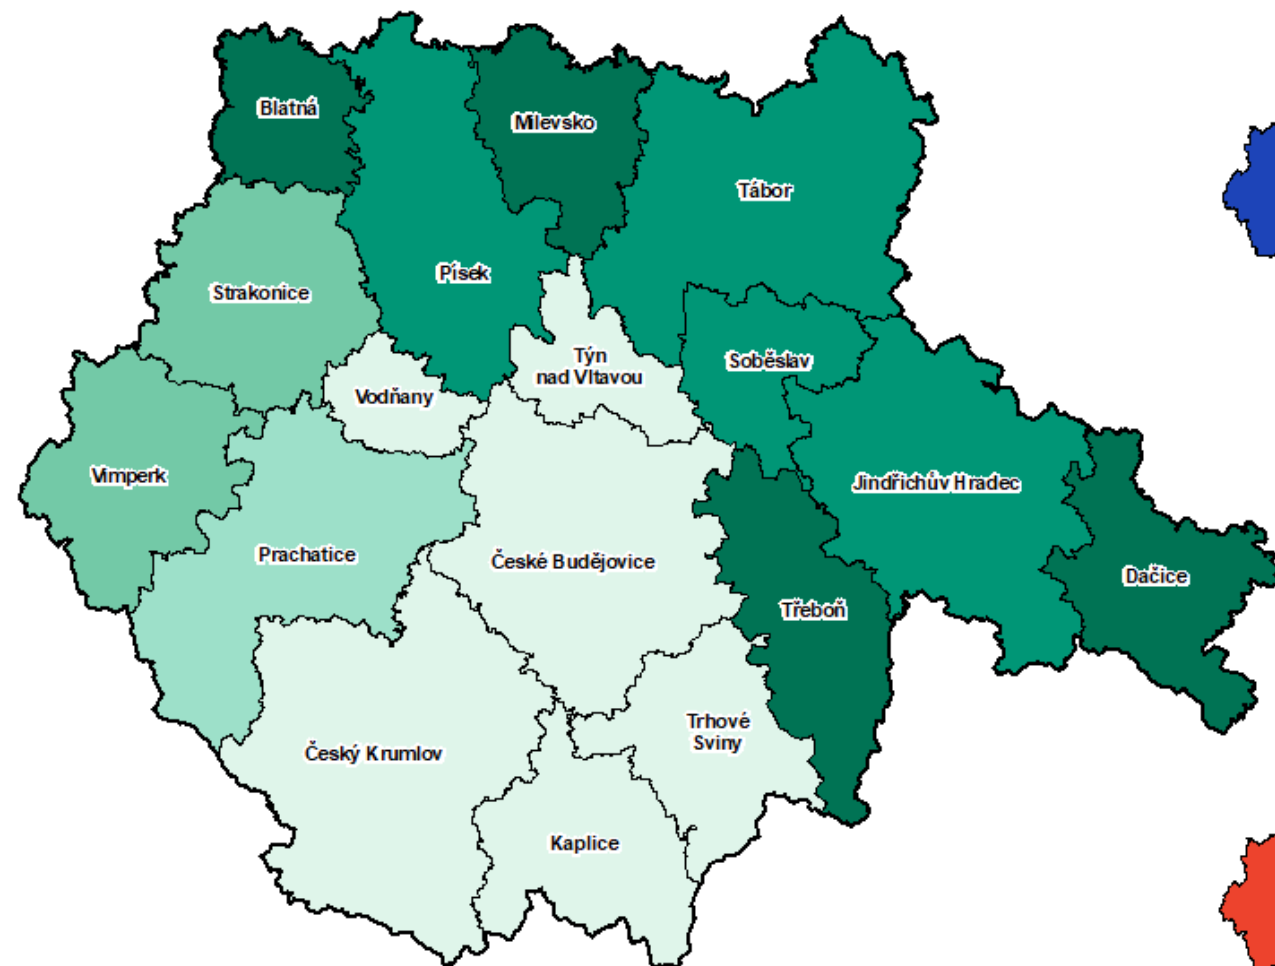 Blatná
Milevsko
Tábor
Písek
Strakonice
Týn
nad Vltavou
Soběslav
Vodňany
Vimperk
Jindřichův Hradec
Prachatice
České Budějovice
Dačice
Třeboň
Trhové
Sviny
Český Krumlov
Kaplice